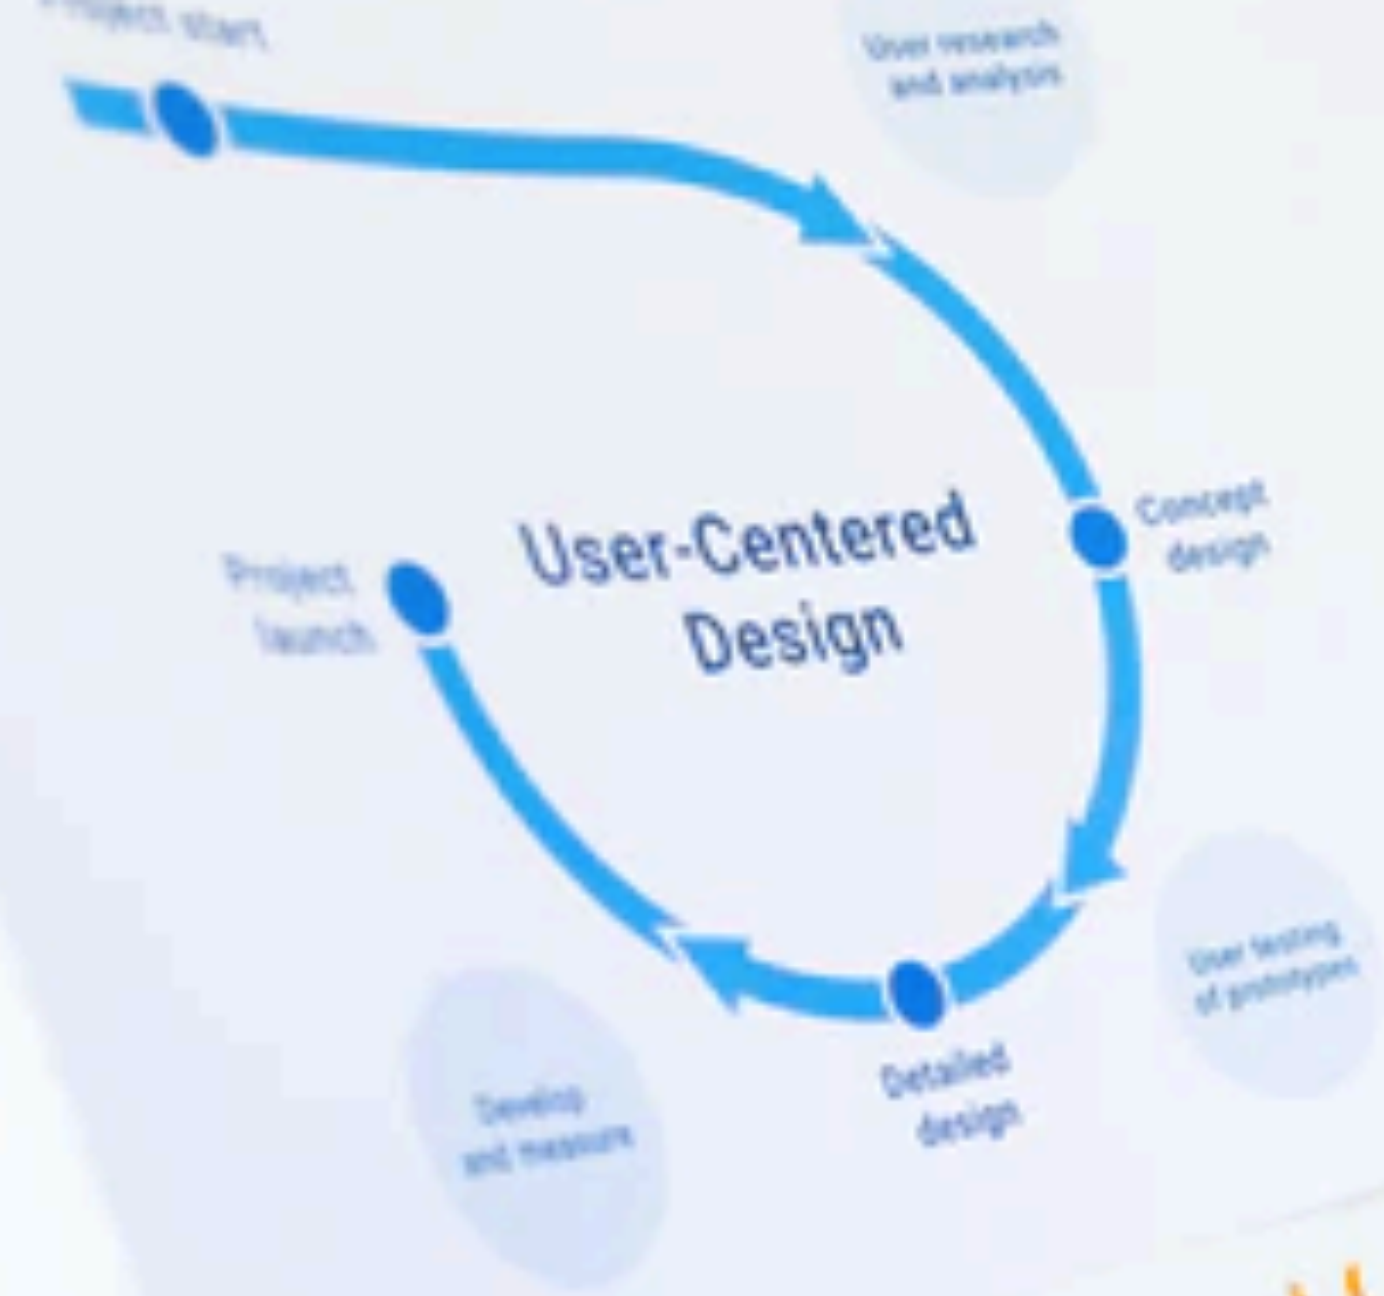 Project start
User research
and analysis
User-Centered
Design
Concept
design
Project
launch
User testing
of prototypes
Detailed
design
Develop
and measure